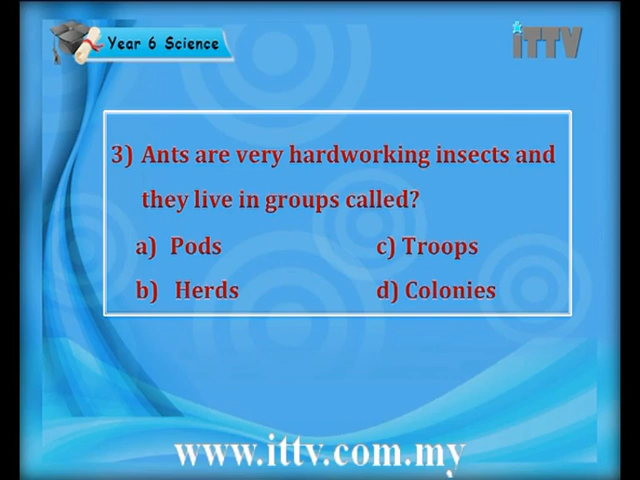 Year 6 Science
iTTV
3) Ants are very hardworking insects and
they live in groups called?
a) Pods
c) Troops
b) Herds
d) Colonies
www.ittv.com.my